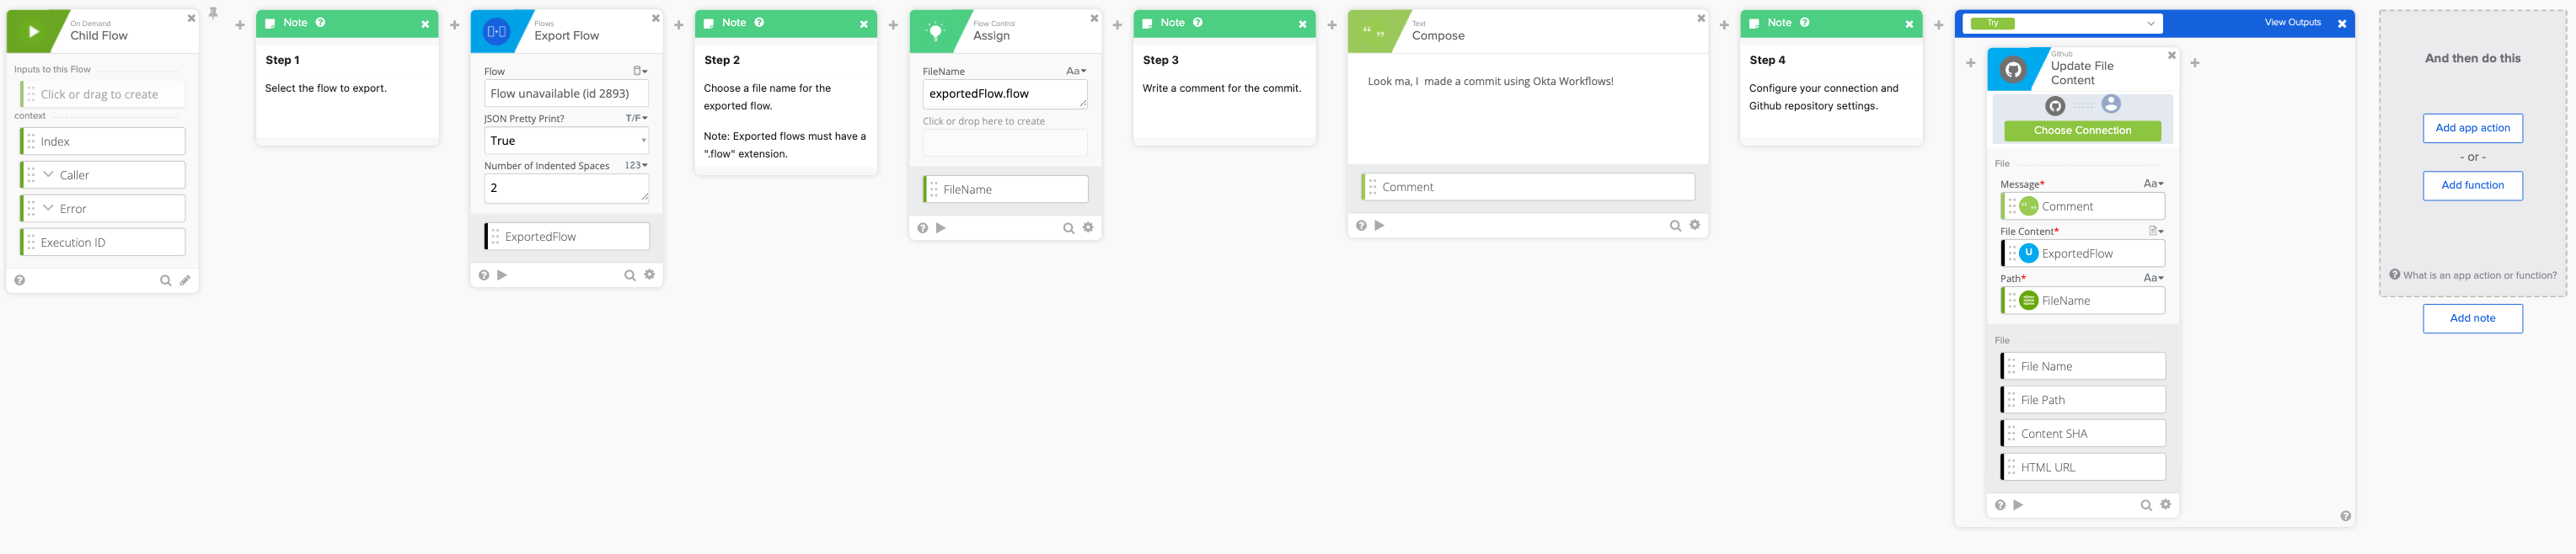 On Demand
Child Flow
Inputs to this Flow
Click or drag to create
context
Index
Caller
Error
Execution ID
Note
Step 1
Select the flow to export.
Flows
Export Flow
Flow
Flow unavailable (id 2893)
JSON Pretty Print?
T/F
True
Number of Indented Spaces
123
2
ExportedFlow
Note
Step 2
Choose a file name for the
exported flow.
Note: Exported flows must have a
".flow" extension.
Flow Control
Assign
FileName
Aa
exportedFlow.flow
Click or drop here to create
FileName
Note
Step 3
Write a comment for the commit.
Text
Compose
Look ma, I  made a commit using Okta Workflows!
Comment
Note
Step 4
Configure your connection and
Github repository settings.
Try
View Outputs
Github
Update File
Content
Choose Connection
File
Message*
Aa
Comment
File Content*
U
ExportedFlow
Path*
Aa
FileName
File
File Name
File Path
Content SHA
HTML URL
And then do this
Add app action
- or -
Add function
What is an app action or function?
Add note